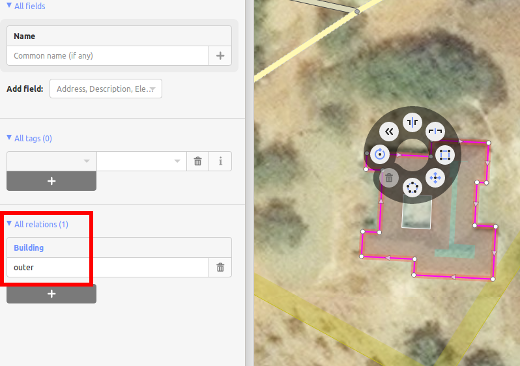 All fields
Name
Common name (if any)
Add field: Address, Description, Ele...
All tags (0)
All relations (1)
Building
outer